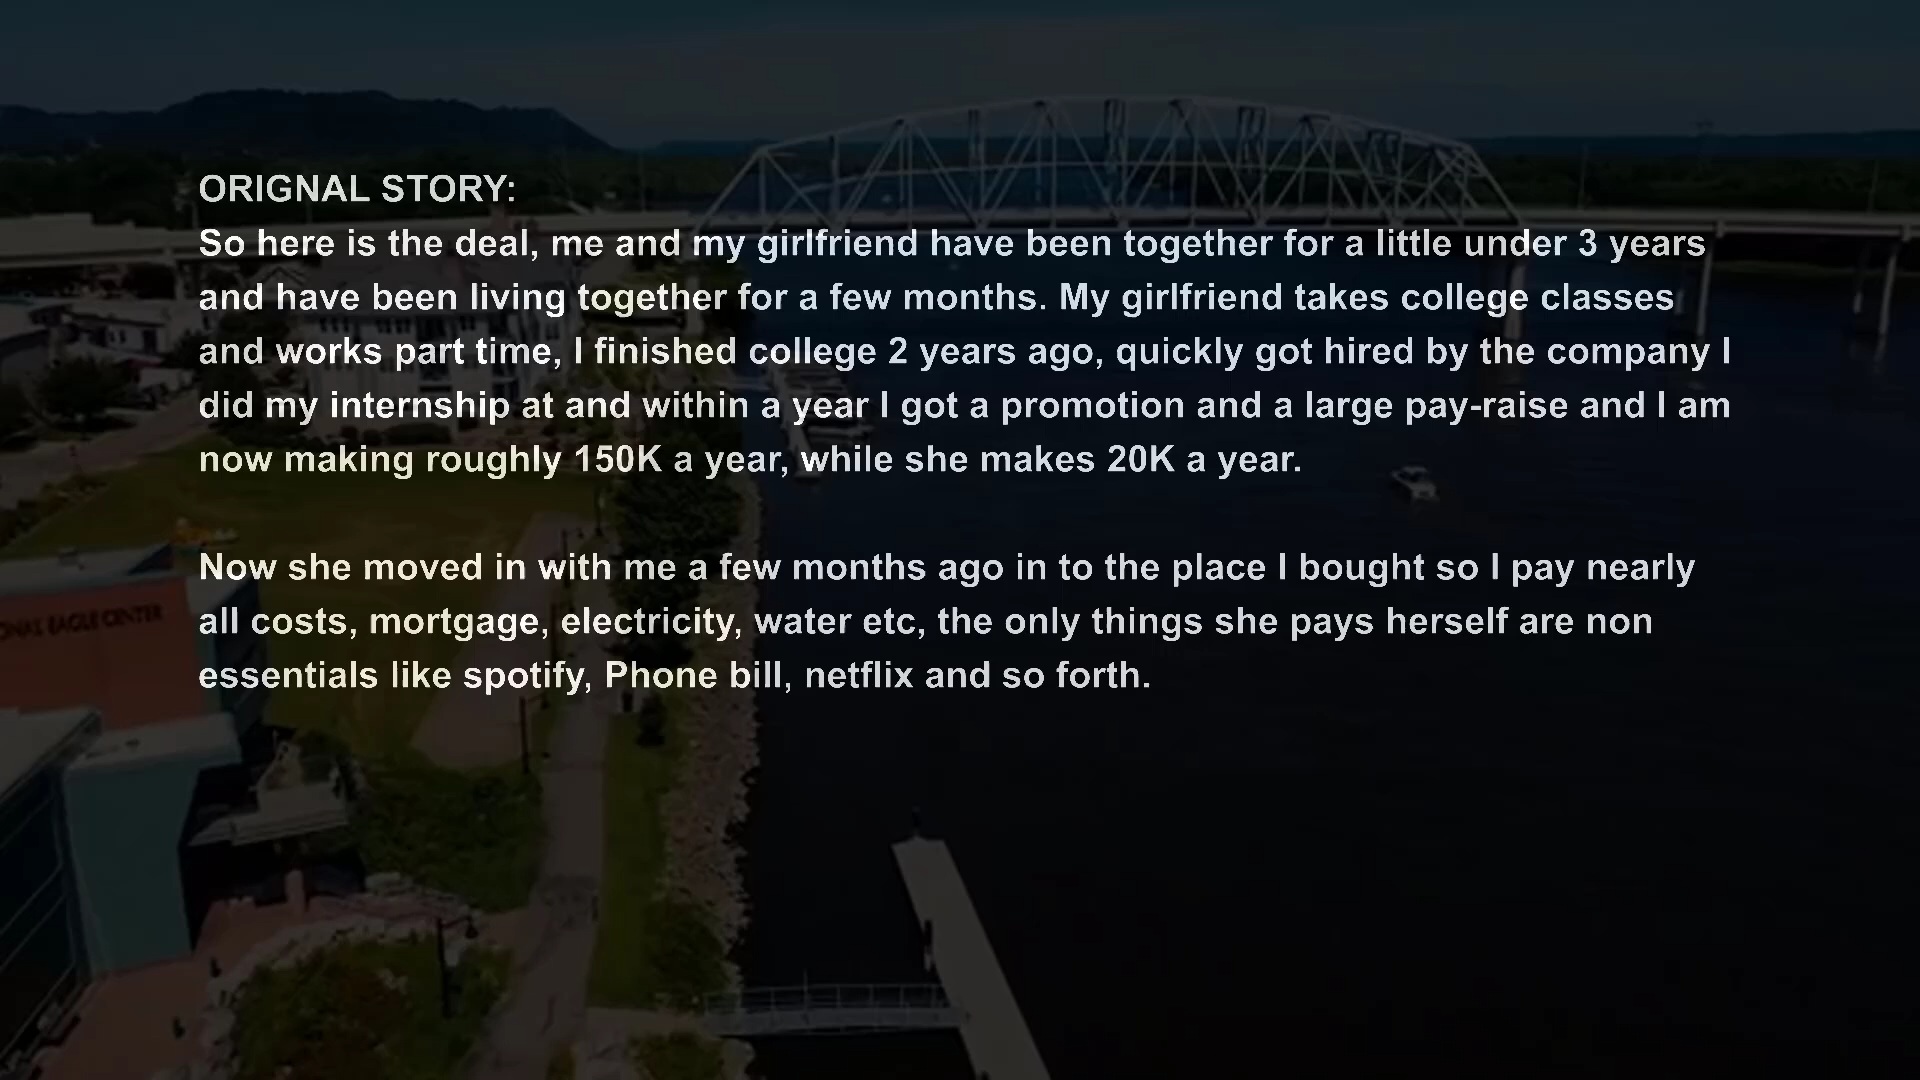 ORIGNAL STORY:
So here is the deal, me and my girlfriend have been together for a little under 3 years
and have been living together for a few months. My girlfriend takes college classes
and works part time, I finished college 2 years ago, quickly got hired by the company I
did my internship at and within a year I got a promotion and a large pay-raise and I am
now making roughly 150K a year, while she makes 20K a year.
Now she moved in with me a few months ago in to the place I bought so I pay nearly
all costs, mortgage, electricity, water etc, the only things she pays herself are non
essentials like spotify, Phone bill, netflix and so forth.
EAGLE CENTER